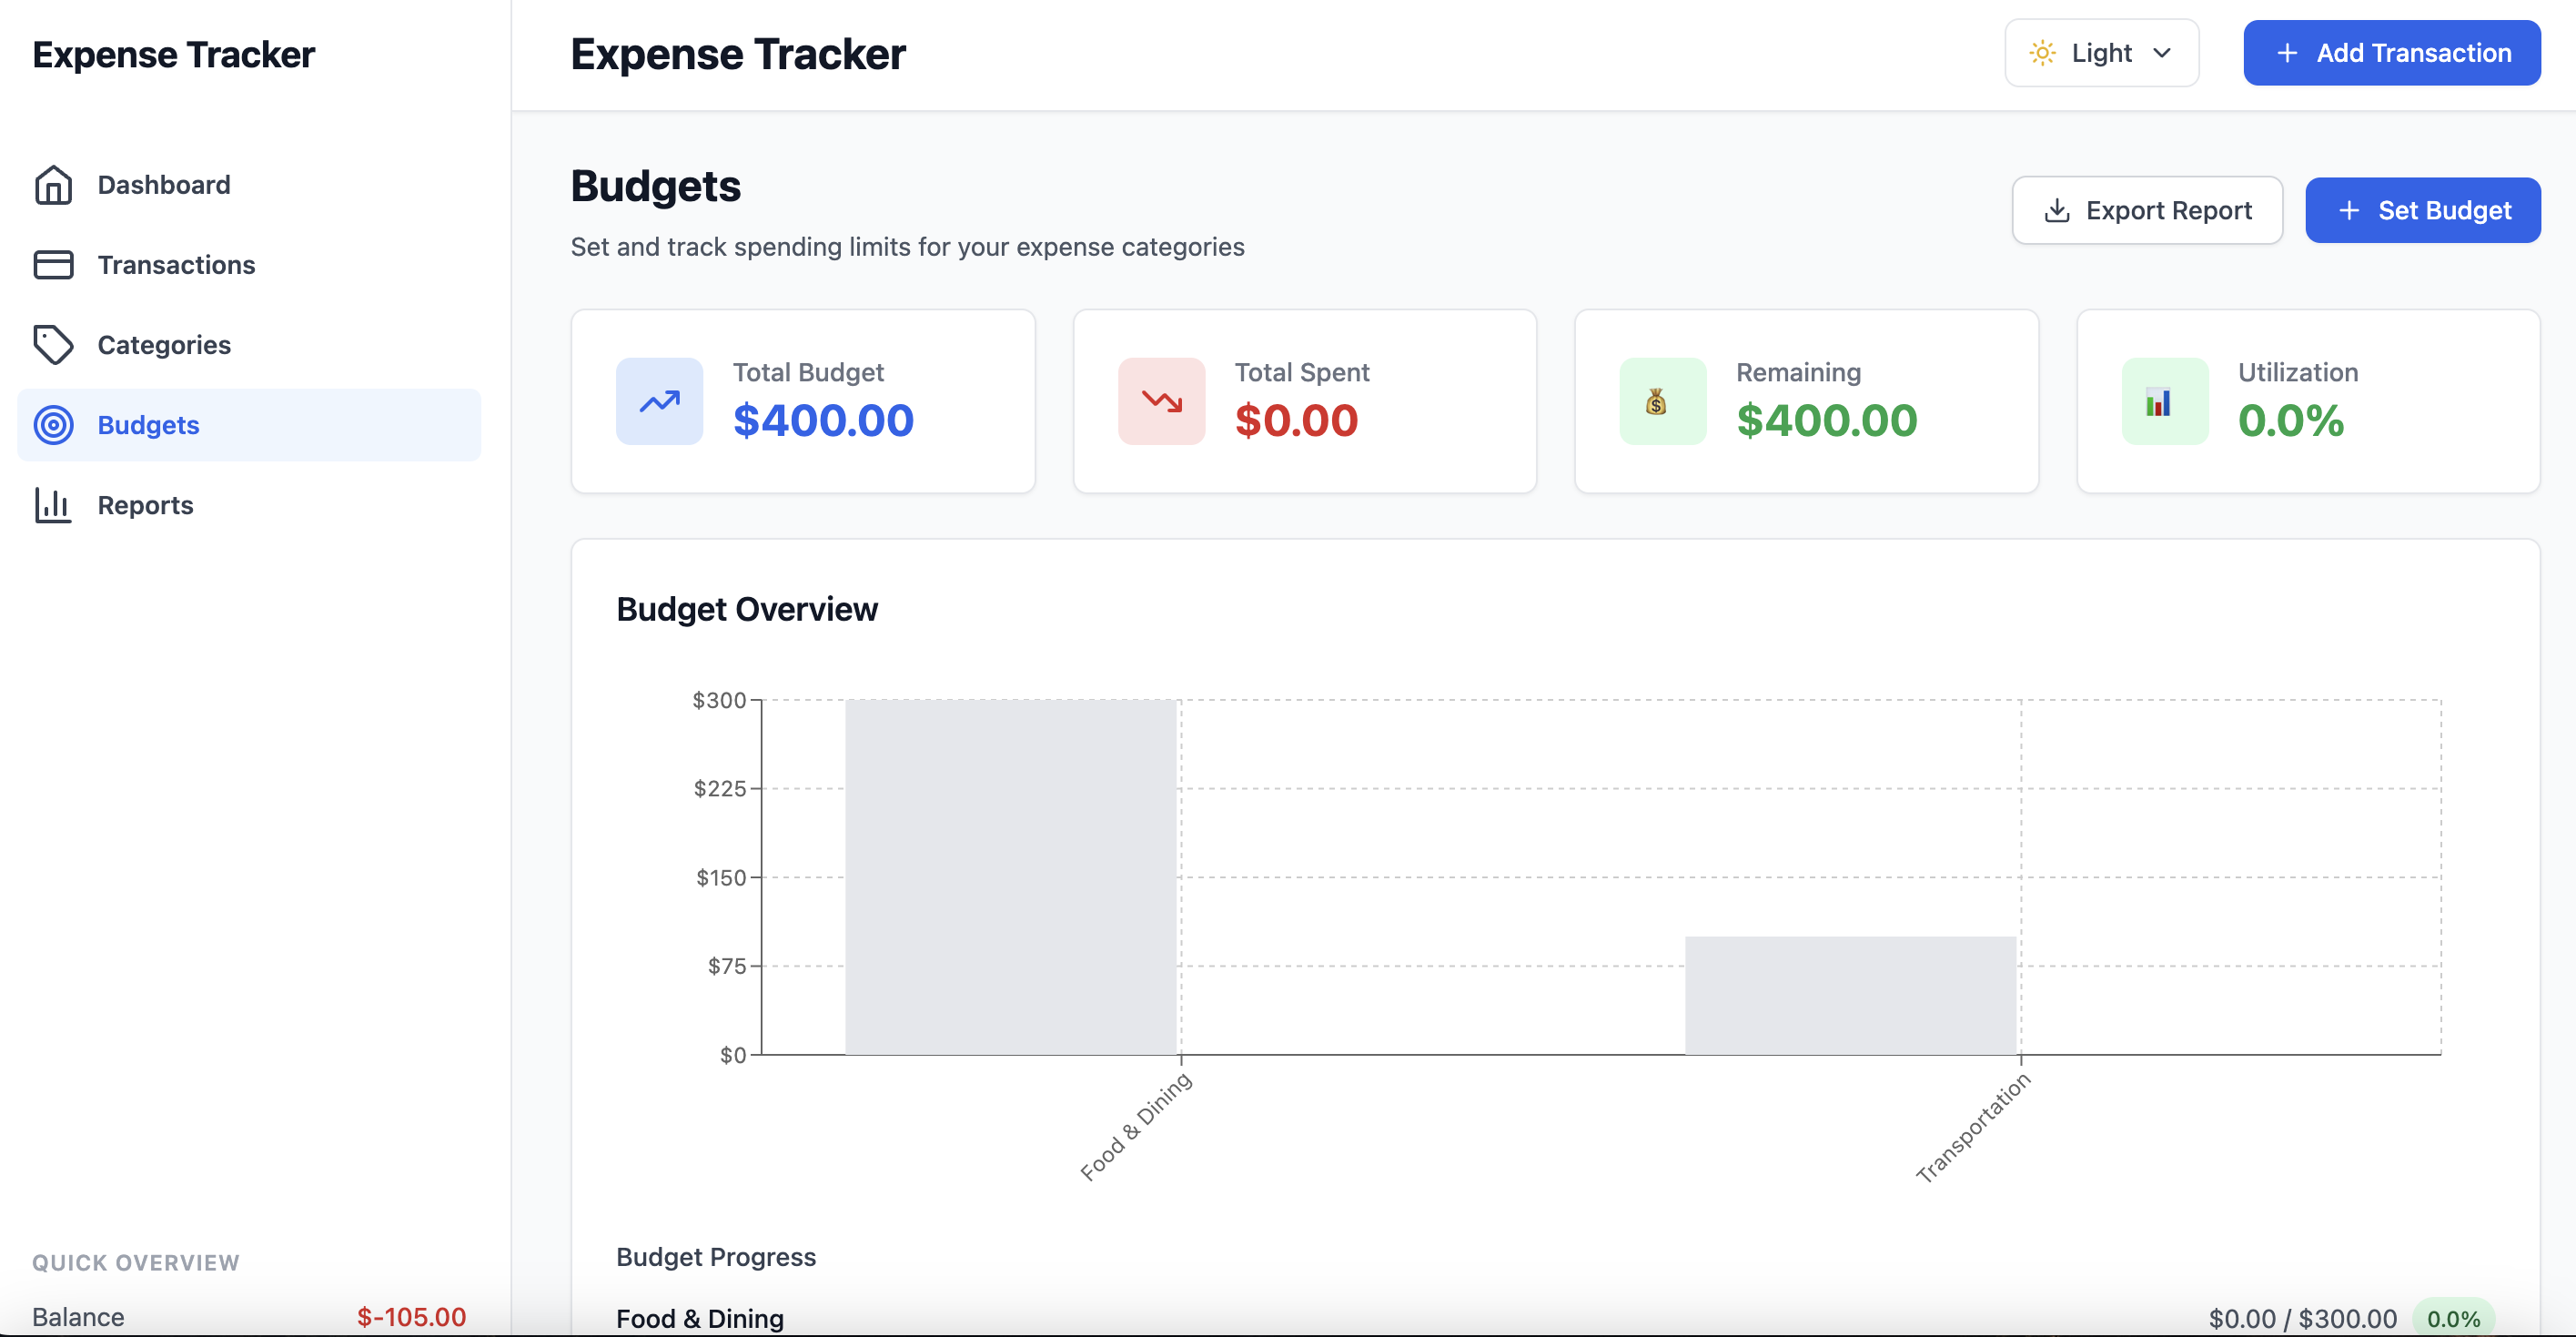 Expense Tracker
Dashboard
Transactions
Categories
Budgets
Reports
QUICK OVERVIEW
Balance $-105.00
Expense Tracker
Light
+ Add Transaction
Budgets
Set and track spending limits for your expense categories
Export Report
+ Set Budget
Total Budget
$400.00
Total Spent
$0.00
Remaining
$400.00
Utilization
0.0%
Budget Overview
$300
$225
$150
$75
$0
Food & Dining
Transportation
Budget Progress
Food & Dining $0.00 / $300.00 0.0%